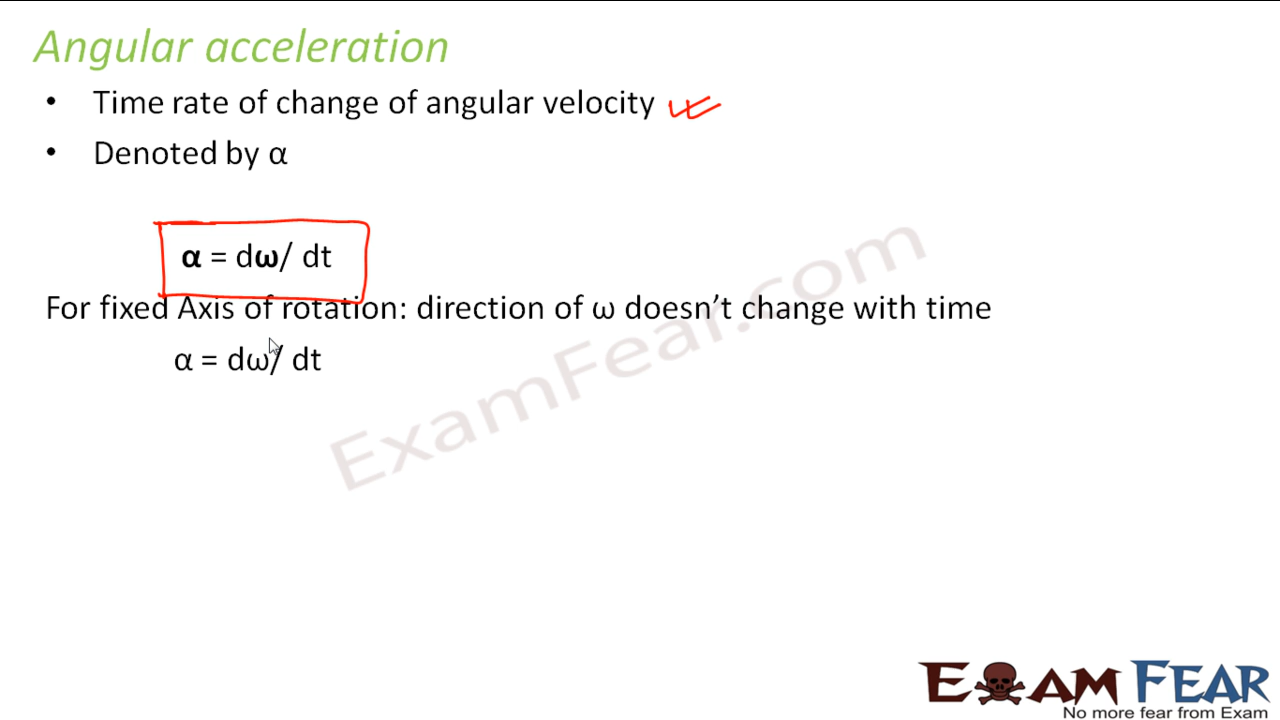 Angular acceleration
• Time rate of change of angular velocity
• Denoted by α
α = dω/ dt
For fixed Axis of rotation: direction of ω doesn’t change with time
α = dω/ dt
ExamFear.com
EXAM FEAR
No more fear from Exam